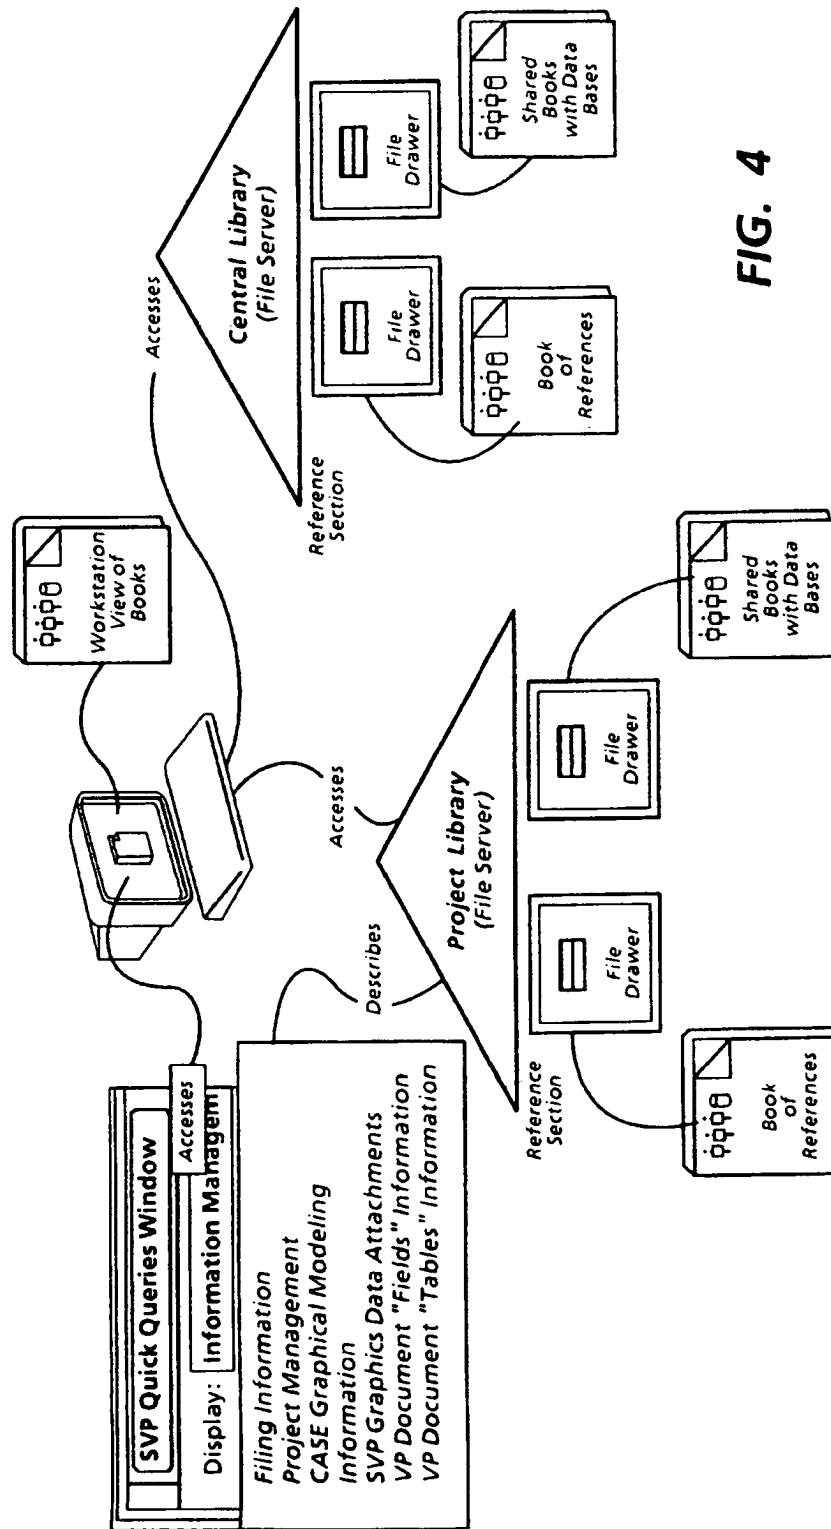 SVP Quick Queries Window
Accesses
Display: Information Managem
Filing Information
Project Management
CASE Graphical Modeling
Information
SVP Graphics Data Attachments
VP Document "Fields" Information
VP Document "Tables" Information
Describes
Accesses
Workstation
View of
Books
Accesses
Project Library
(File Server)
Reference
Section
File
Drawer
File
Drawer
Book
of
References
Shared
Books
with Data
Bases
Central Library
(File Server)
Reference
Section
File
Drawer
File
Drawer
Book
of
References
Shared
Books
with Data
Bases
FIG. 4